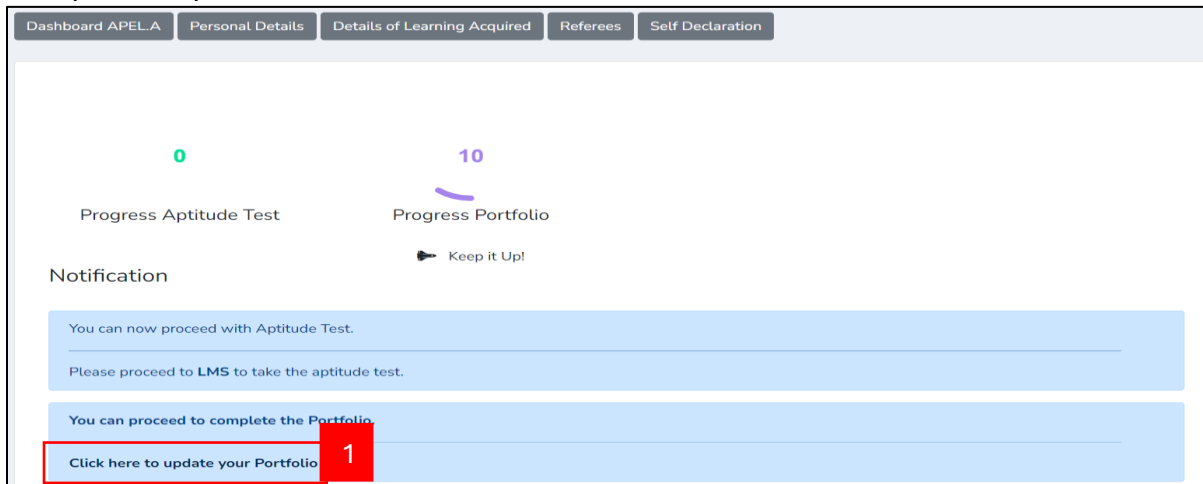 Dashboard APEL.A Personal Details Details of Learning Acquired Referees Self Declaration
0 10
Progress Aptitude Test Progress Portfolio
Keep it Up!
Notification
You can now proceed with Aptitude Test.
Please proceed to LMS to take the aptitude test.
You can proceed to complete the Portfolio.
Click here to update your Portfolio 1